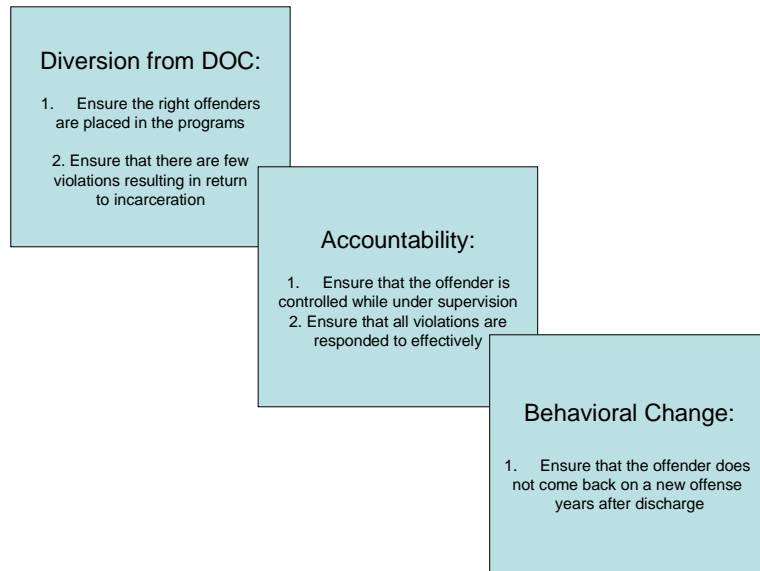 Diversion from DOC:
1. Ensure the right offenders
are placed in the programs
2. Ensure that there are few
violations resulting in return
to incarceration
Accountability:
1. Ensure that the offender is
controlled while under supervision
2. Ensure that all violations are
responded to effectively
Behavioral Change:
1. Ensure that the offender does
not come back on a new offense
years after discharge